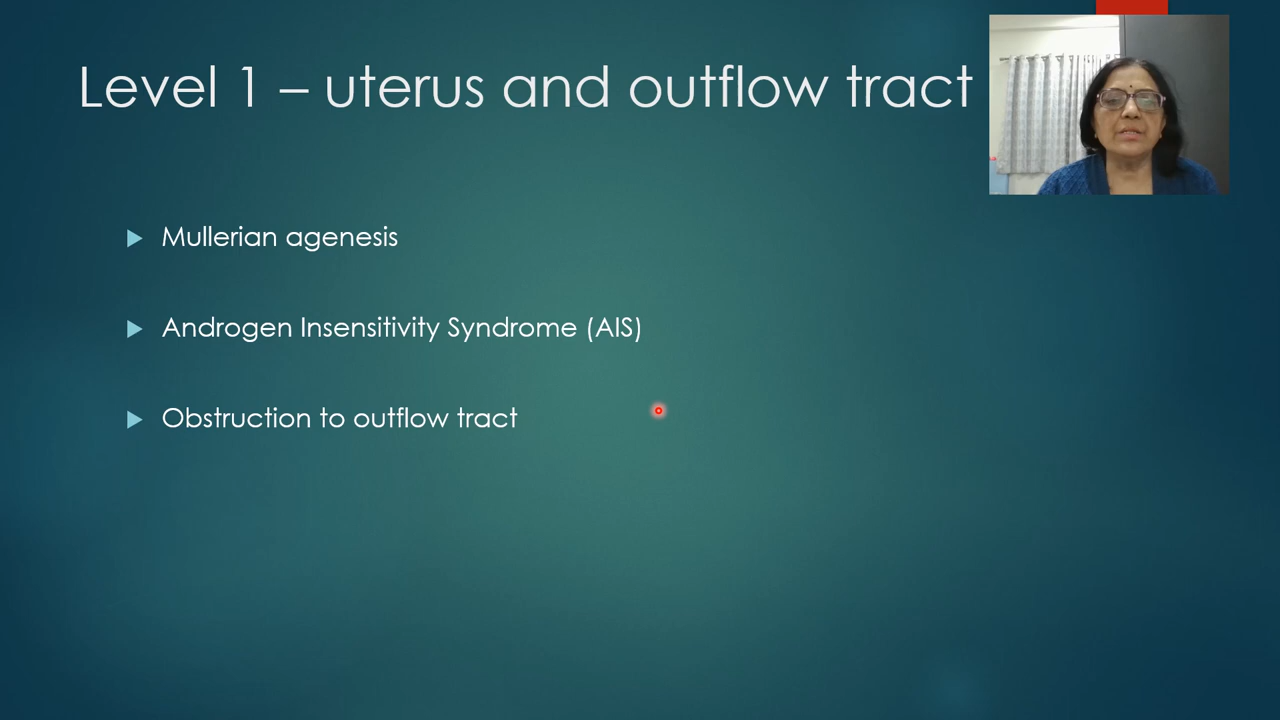 Level 1 – uterus and outflow tract
Mullerian agenesis
Androgen Insensitivity Syndrome (AIS)
Obstruction to outflow tract